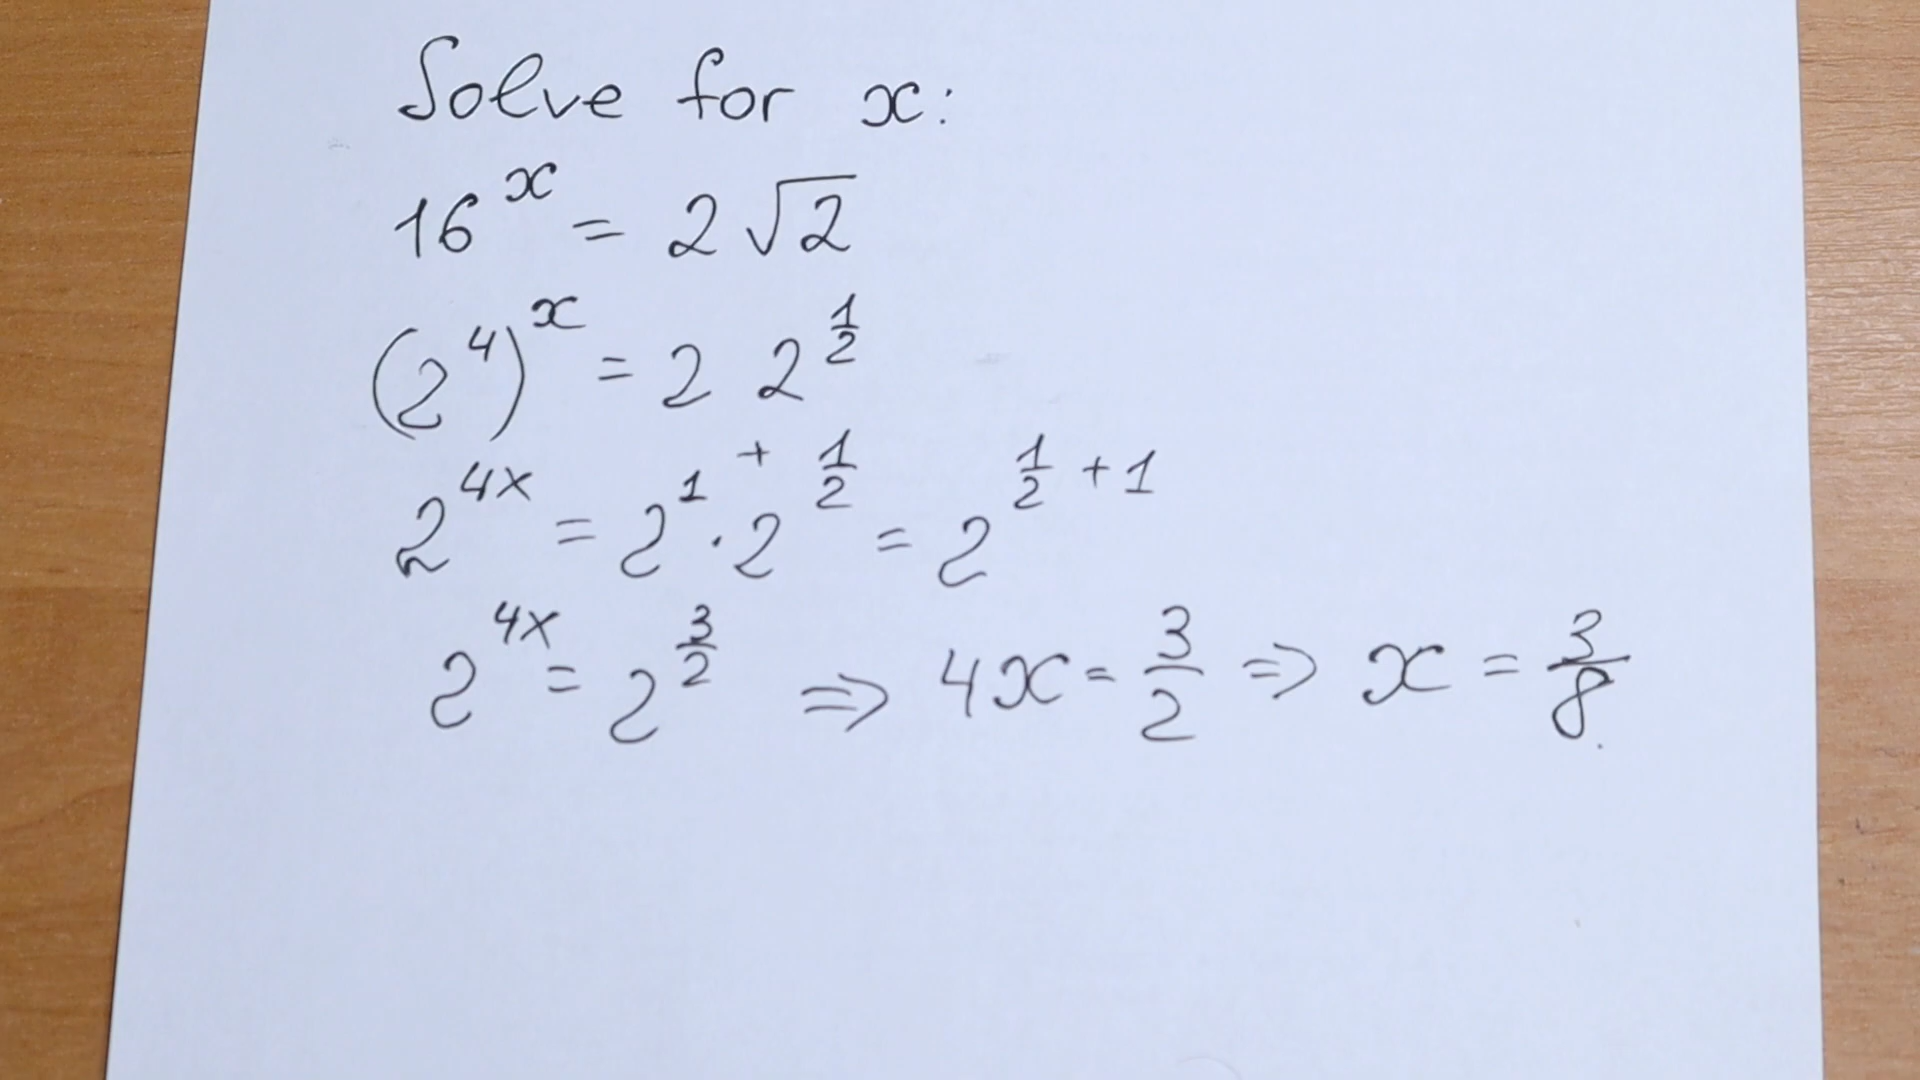 Solve for x:
16^x = 2√2
(2^4)^x = 2 2^{1/2}
2^{4x} = 2^1 · 2^{+ 1/2} = 2^{1/2 + 1}
2^{4x} = 2^{3/2} ⇒ 4x = 3/2 ⇒ x = 3/8.